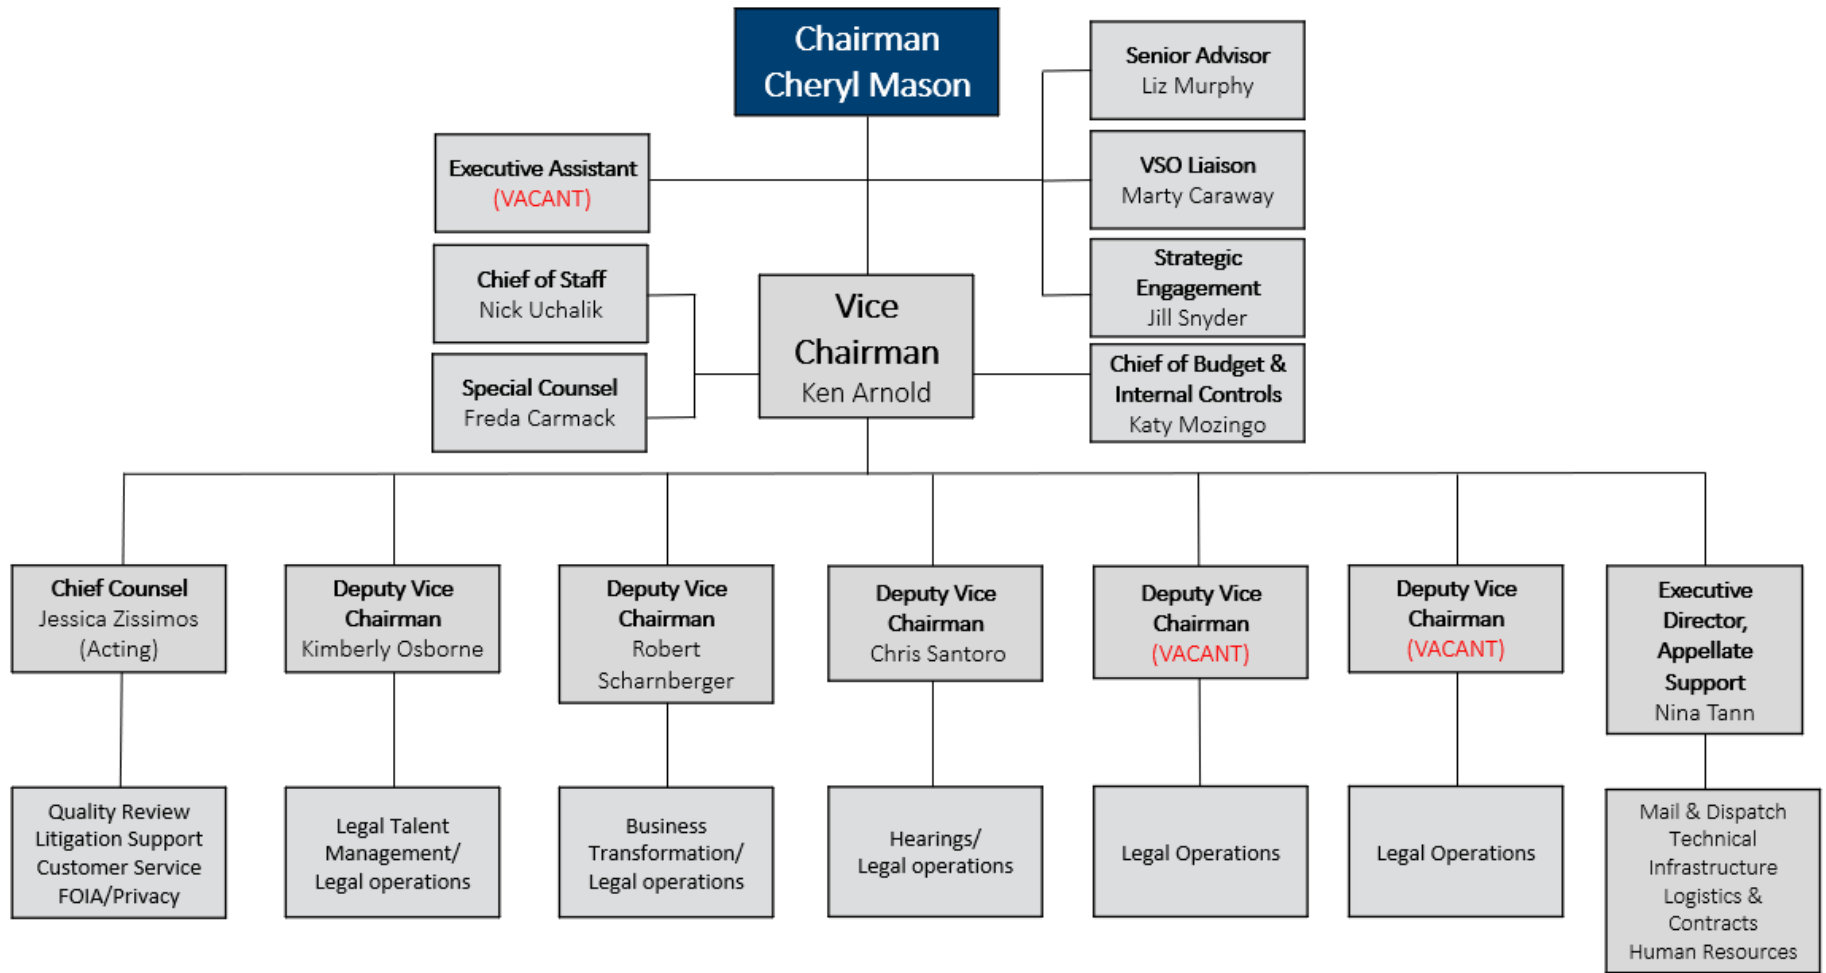 Chairman
Cheryl Mason
Senior Advisor
Liz Murphy
Executive Assistant
(VACANT)
VSO Liaison
Marty Caraway
Chief of Staff
Nick Uchalik
Strategic
Engagement
Jill Snyder
Vice
Chairman
Ken Arnold
Special Counsel
Freda Carmack
Chief of Budget &
Internal Controls
Katy Mozingo
Chief Counsel
Jessica Zissimos
(Acting)
Deputy Vice
Chairman
Kimberly Osborne
Deputy Vice
Chairman
Robert
Scharnberger
Deputy Vice
Chairman
Chris Santoro
Deputy Vice
Chairman
(VACANT)
Deputy Vice
Chairman
(VACANT)
Executive
Director,
Appellate
Support
Nina Tann
Quality Review
Litigation Support
Customer Service
FOIA/Privacy
Legal Talent
Management/
Legal operations
Business
Transformation/
Legal operations
Hearings/
Legal operations
Legal Operations
Legal Operations
Mail & Dispatch
Technical
Infrastructure
Logistics &
Contracts
Human Resources